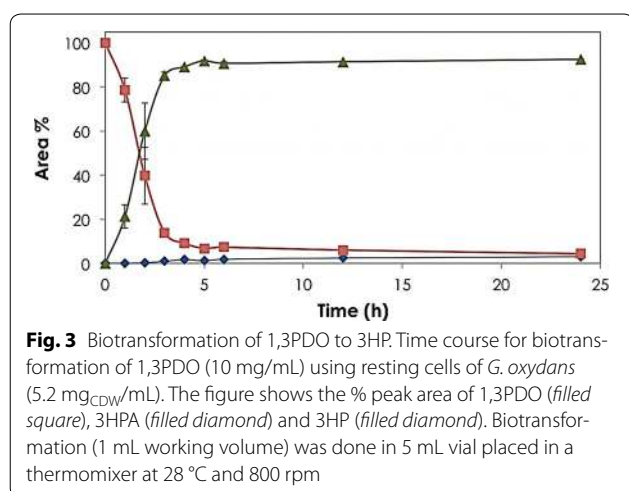 100
80
60
40
20
0
Area %
0
5
10
15
20
25
Time (h)
Fig. 3 Biotransformation of 1,3PDO to 3HP. Time course for biotrans-
formation of 1,3PDO (10 mg/mL) using resting cells of G. oxydans
(5.2 mgCDW/mL). The figure shows the % peak area of 1,3PDO (filled
square), 3HPA (filled diamond) and 3HP (filled diamond). Biotransfor-
mation (1 mL working volume) was done in 5 mL vial placed in a
thermomixer at 28 °C and 800 rpm